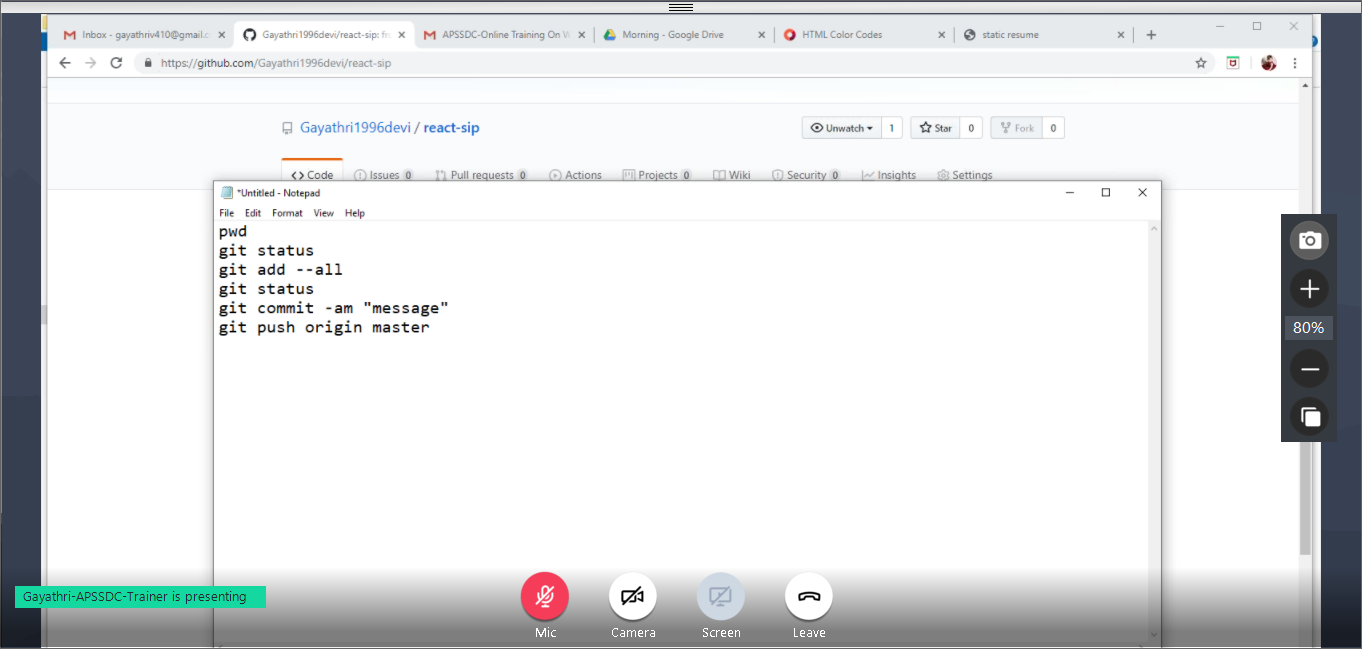 Inbox - gayathriv410@gmail.c
Gayathri1996devi/react-sip: fr
APSSDC-Online Training On W
Morning - Google Drive
HTML Color Codes
static resume
https://github.com/Gayathri1996devi/react-sip
Gayathri1996devi / react-sip
Unwatch 1
Star 0
Fork 0
Code
Issues 0
Pull requests 0
Actions
Projects 0
Wiki
Security 0
Insights
Settings
*Untitled - Notepad
File Edit Format View Help
pwd
git status
git add --all
git status
git commit -am "message"
git push origin master
80%
Gayathri-APSSDC-Trainer is presenting
Mic
Camera
Screen
Leave